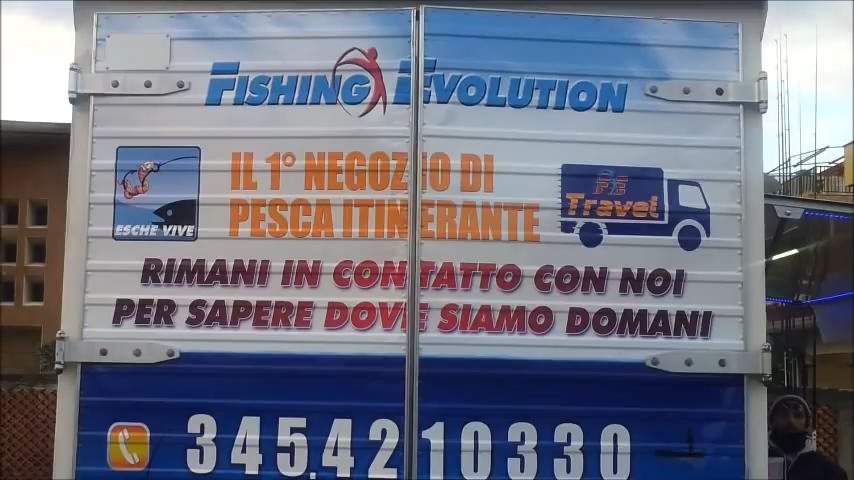 FISHING EVOLUTION
IL 1° NEGOZIO DI
PESCA ITINERANTE
ESCHE VIVE
FE
Travel
RIMANI IN CONTATTO CON NOI
PER SAPERE DOVE SIAMO DOMANI
345.4210330